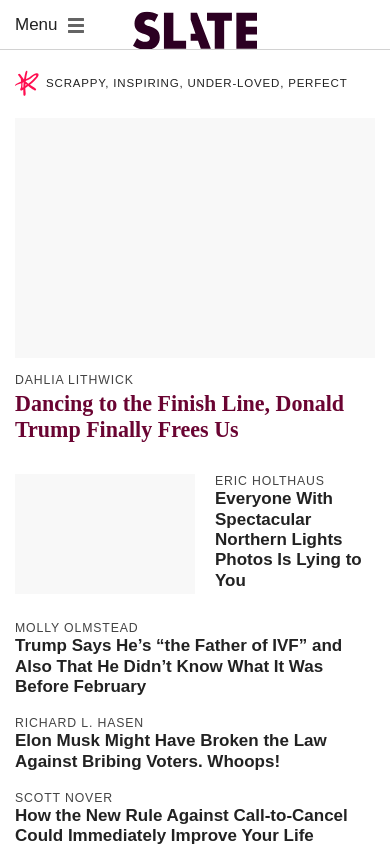 Menu
SLATE
SCRAPPY, INSPIRING, UNDER-LOVED, PERFECT
DAHLIA LITHWICK
Dancing to the Finish Line, Donald
Trump Finally Frees Us
ERIC HOLTHAUS
Everyone With
Spectacular
Northern Lights
Photos Is Lying to
You
MOLLY OLMSTEAD
Trump Says He’s “the Father of IVF” and
Also That He Didn’t Know What It Was
Before February
RICHARD L. HASEN
Elon Musk Might Have Broken the Law
Against Bribing Voters. Whoops!
SCOTT NOVER
How the New Rule Against Call-to-Cancel
Could Immediately Improve Your Life